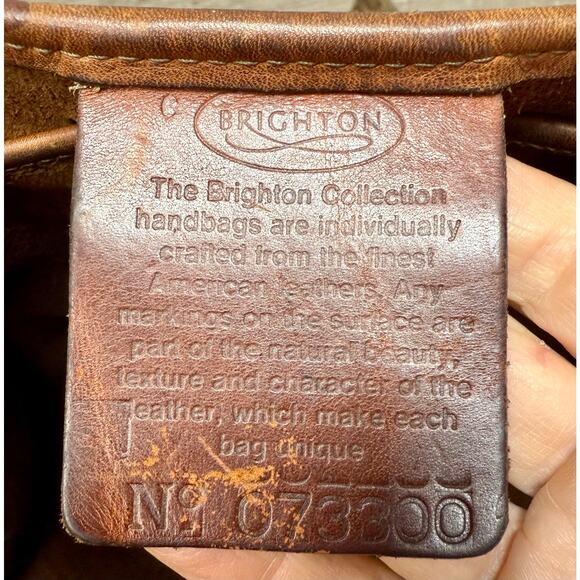 C
BRIGHTON
The Brighton Collection
handbags are individually
crafted from the finest
American leathers. Any
markings on the surface are
part of the natural beauty,
texture and character of the
leather, which make each
bag unique
No 073300